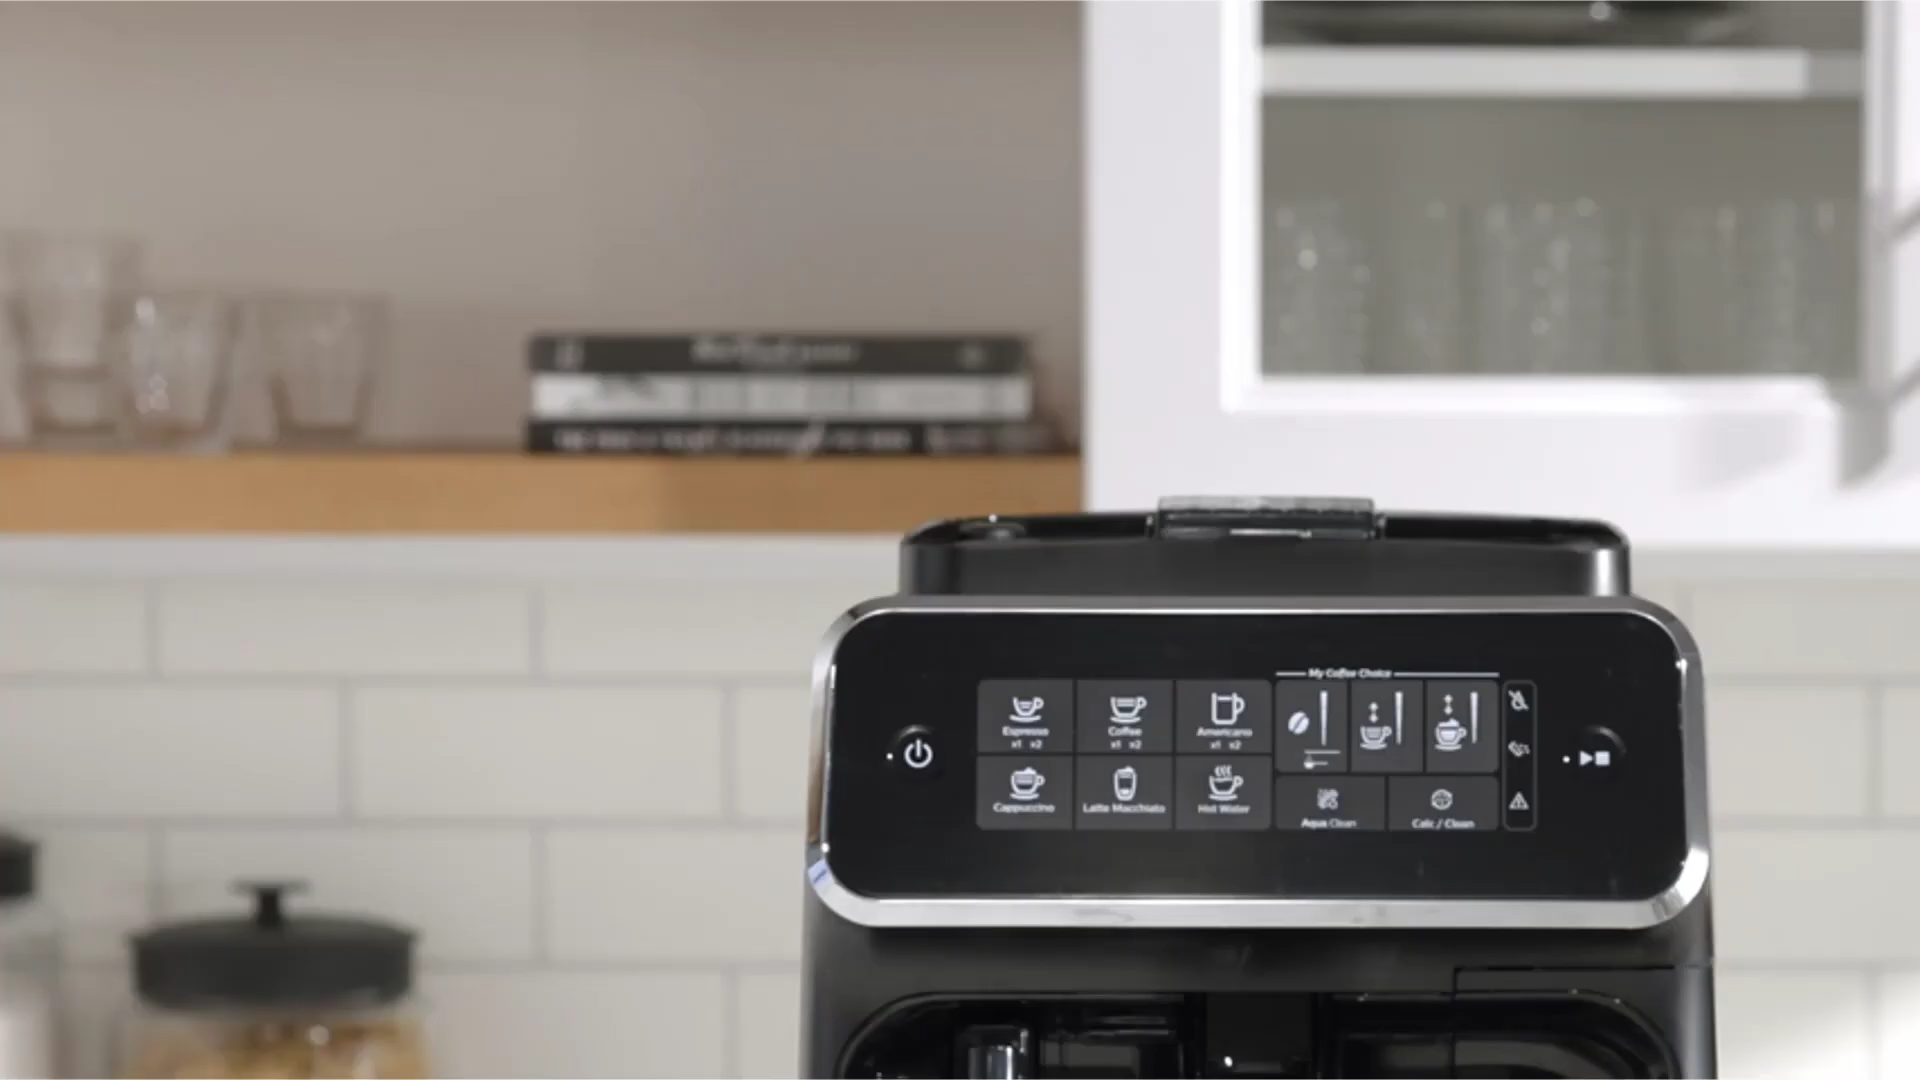 My Coffee Choice
Espresso
x1 x2
Coffee
x1 x2
Americano
x1 x2
Cappuccino
Latte Macchiato
Hot Water
Aqua Clean
Calc / Clean